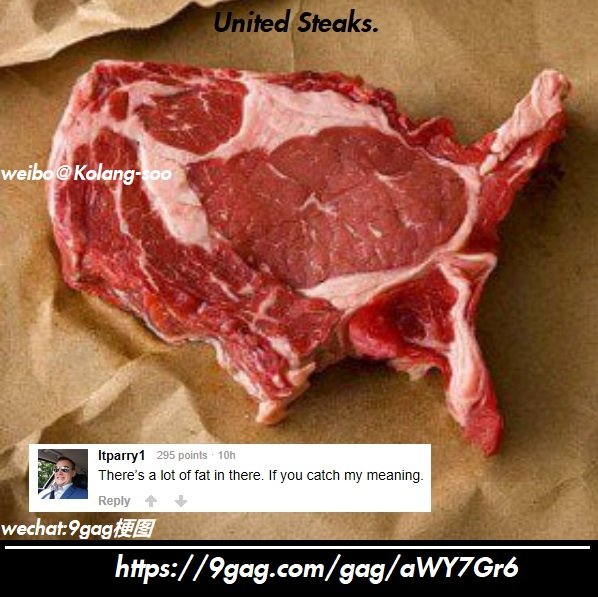 United Steaks.
weibo@Kolang-soo
ltparry1 295 points · 10h
There's a lot of fat in there. If you catch my meaning.
Reply
wechat:9gag梗图
https://9gag.com/gag/aWY7Gr6